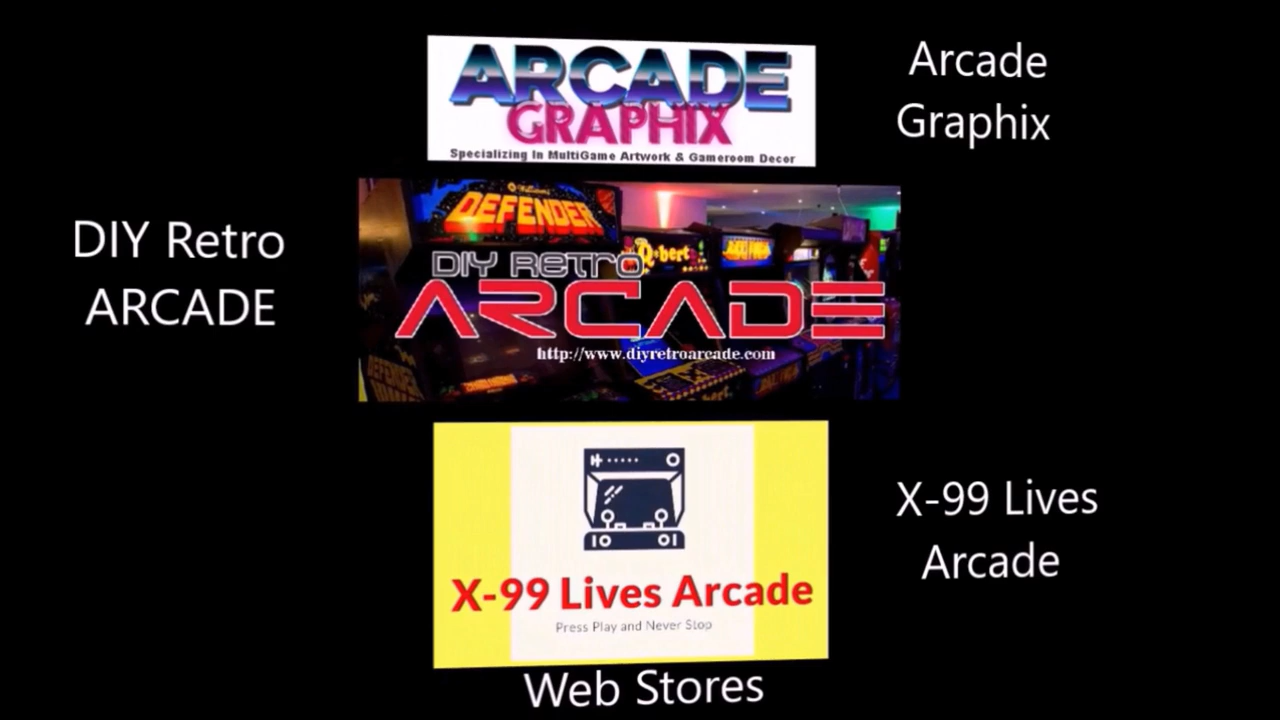 ARCADE
GRAPHIX
Specializing In MultiGame Artwork & Gameroom Decor
Arcade
Graphix
DIY Retro
ARCADE
DEFENDER
Q*bert
DIY Retro
ARCADE
http://www.diyretroarcade.com
X-99 Lives Arcade
Press Play and Never Stop
X-99 Lives
Arcade
Web Stores